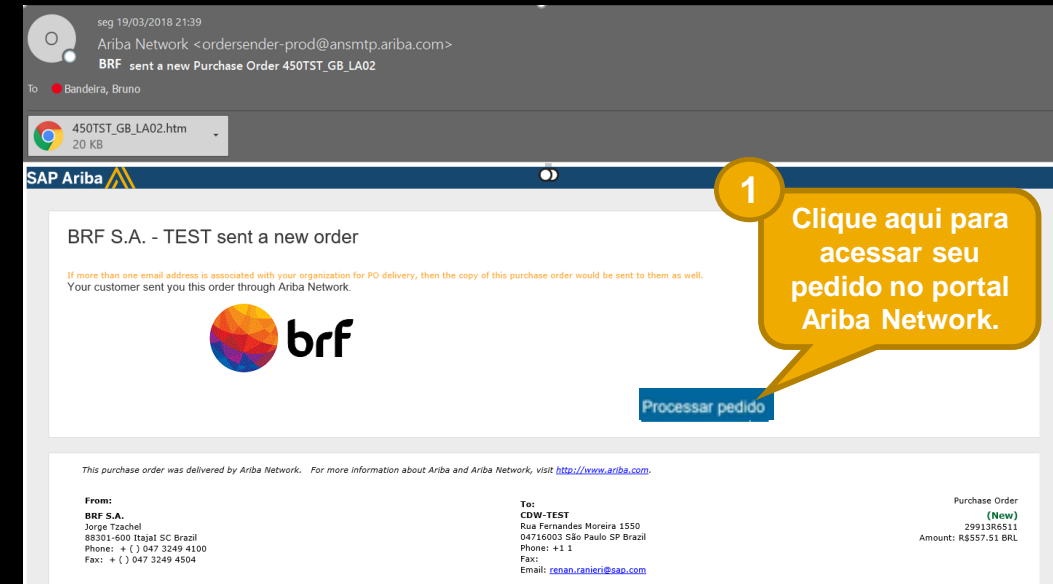 O
seg 19/03/2018 21:39
Ariba Network <ordersender-prod@ansmtp.ariba.com>
BRF sent a new Purchase Order 450TST_GB_LA02
To Bandeira, Bruno
450TST_GB_LA02.htm
20 KB
SAP Ariba
1
Clique aqui para
acessar seu
pedido no portal
Ariba Network.
BRF S.A. - TEST sent a new order
If more than one email address is associated with your organization for PO delivery, then the copy of this purchase order would be sent to them as well.
Your customer sent you this order through Ariba Network.
brf
Processar pedido
This purchase order was delivered by Ariba Network. For more information about Ariba and Ariba Network, visit http://www.ariba.com.
From:
BRF S.A.
Jorge Tzachel
88301-600 ItajaI SC Brazil
Phone: + ( ) 047 3249 4100
Fax: + ( ) 047 3249 4504
To:
CDW-TEST
Rua Fernandes Moreira 1550
04716003 São Paulo SP Brazil
Phone: +1 1
Fax:
Email: renan.ranieri@sap.com
Purchase Order
(New)
29913R6511
Amount: R$557.51 BRL